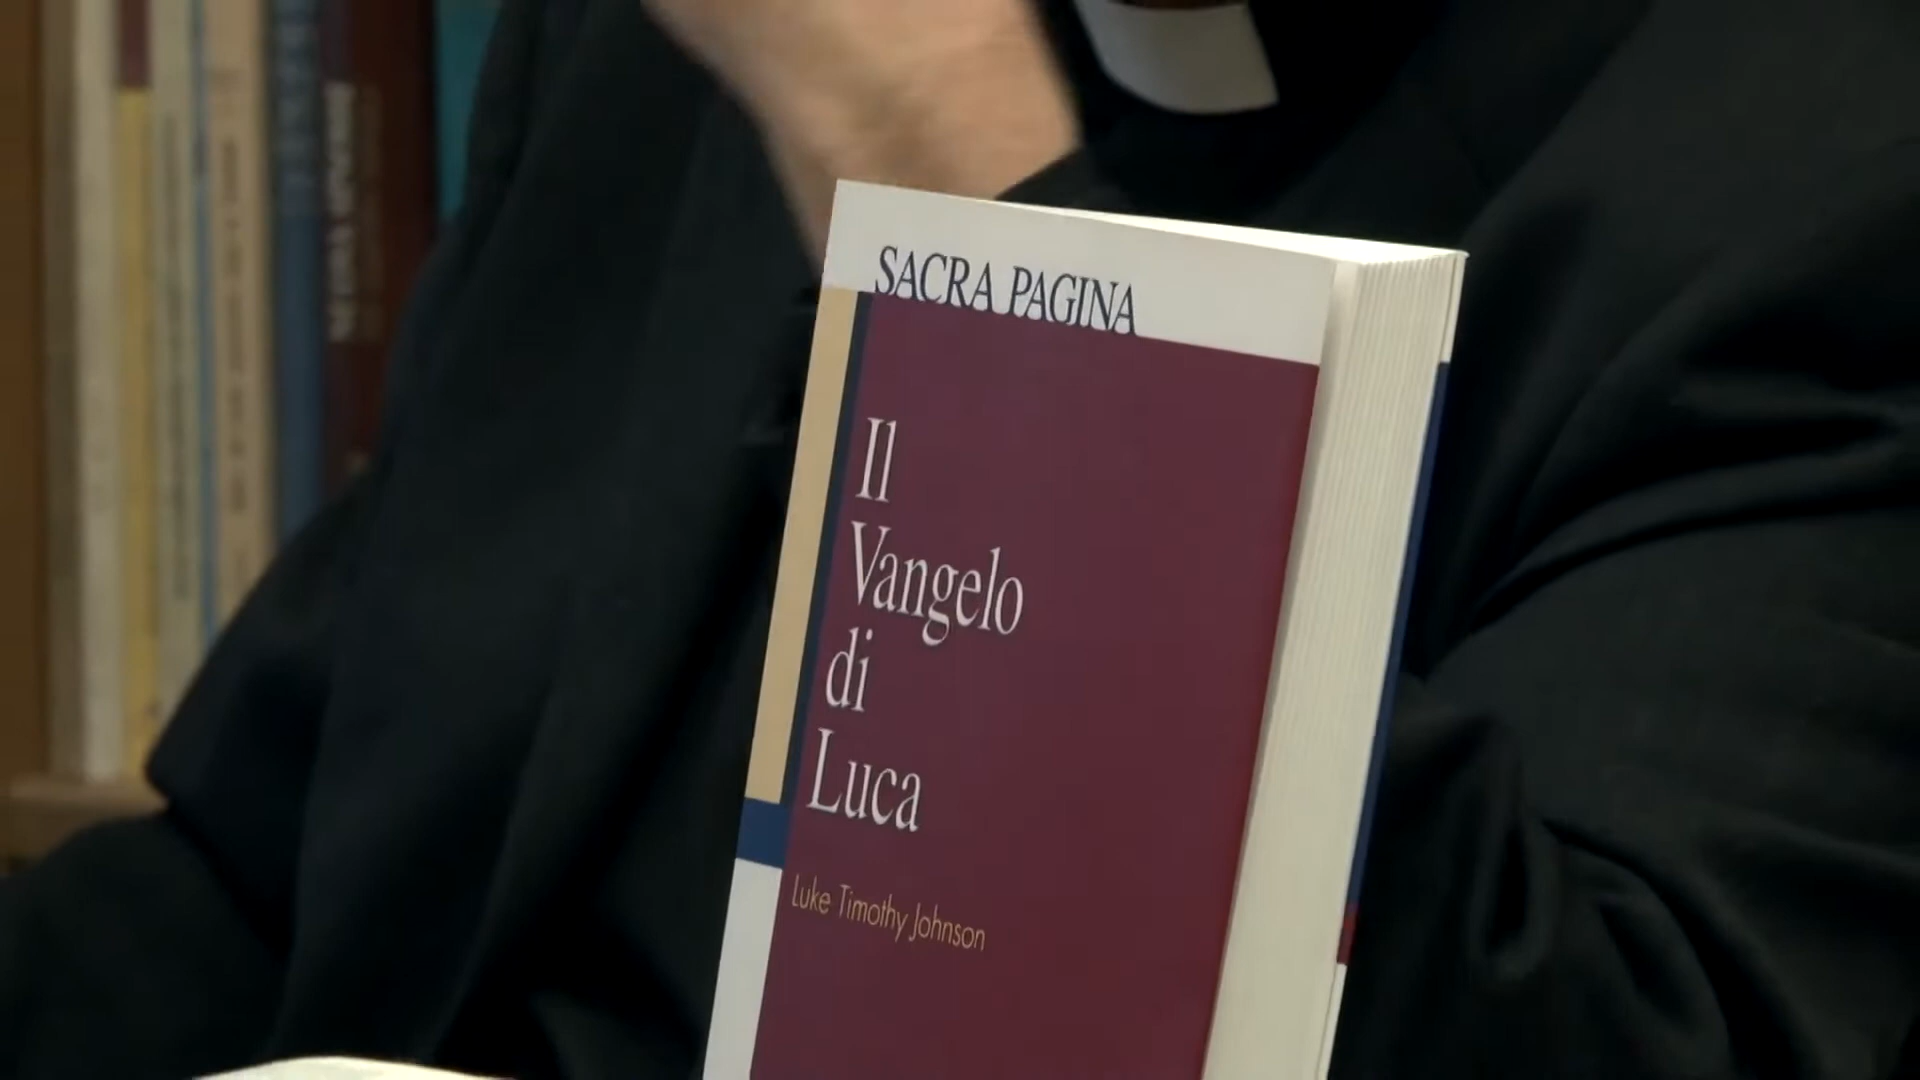 SACRA PAGINA
Il
Vangelo
di
Luca
Luke Timothy Johnson